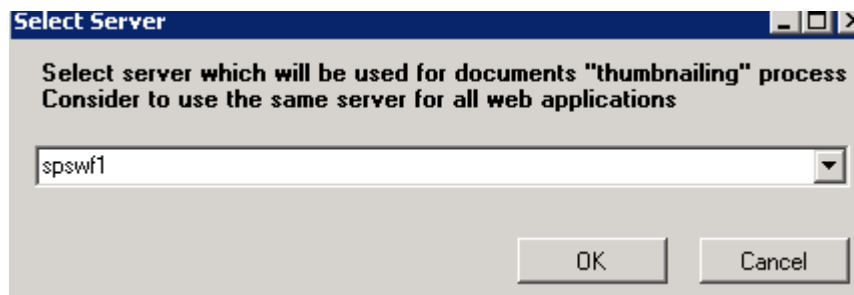 Select Server
Select server which will be used for documents "thumbnailing" process
Consider to use the same server for all web applications
spswf1
OK
Cancel